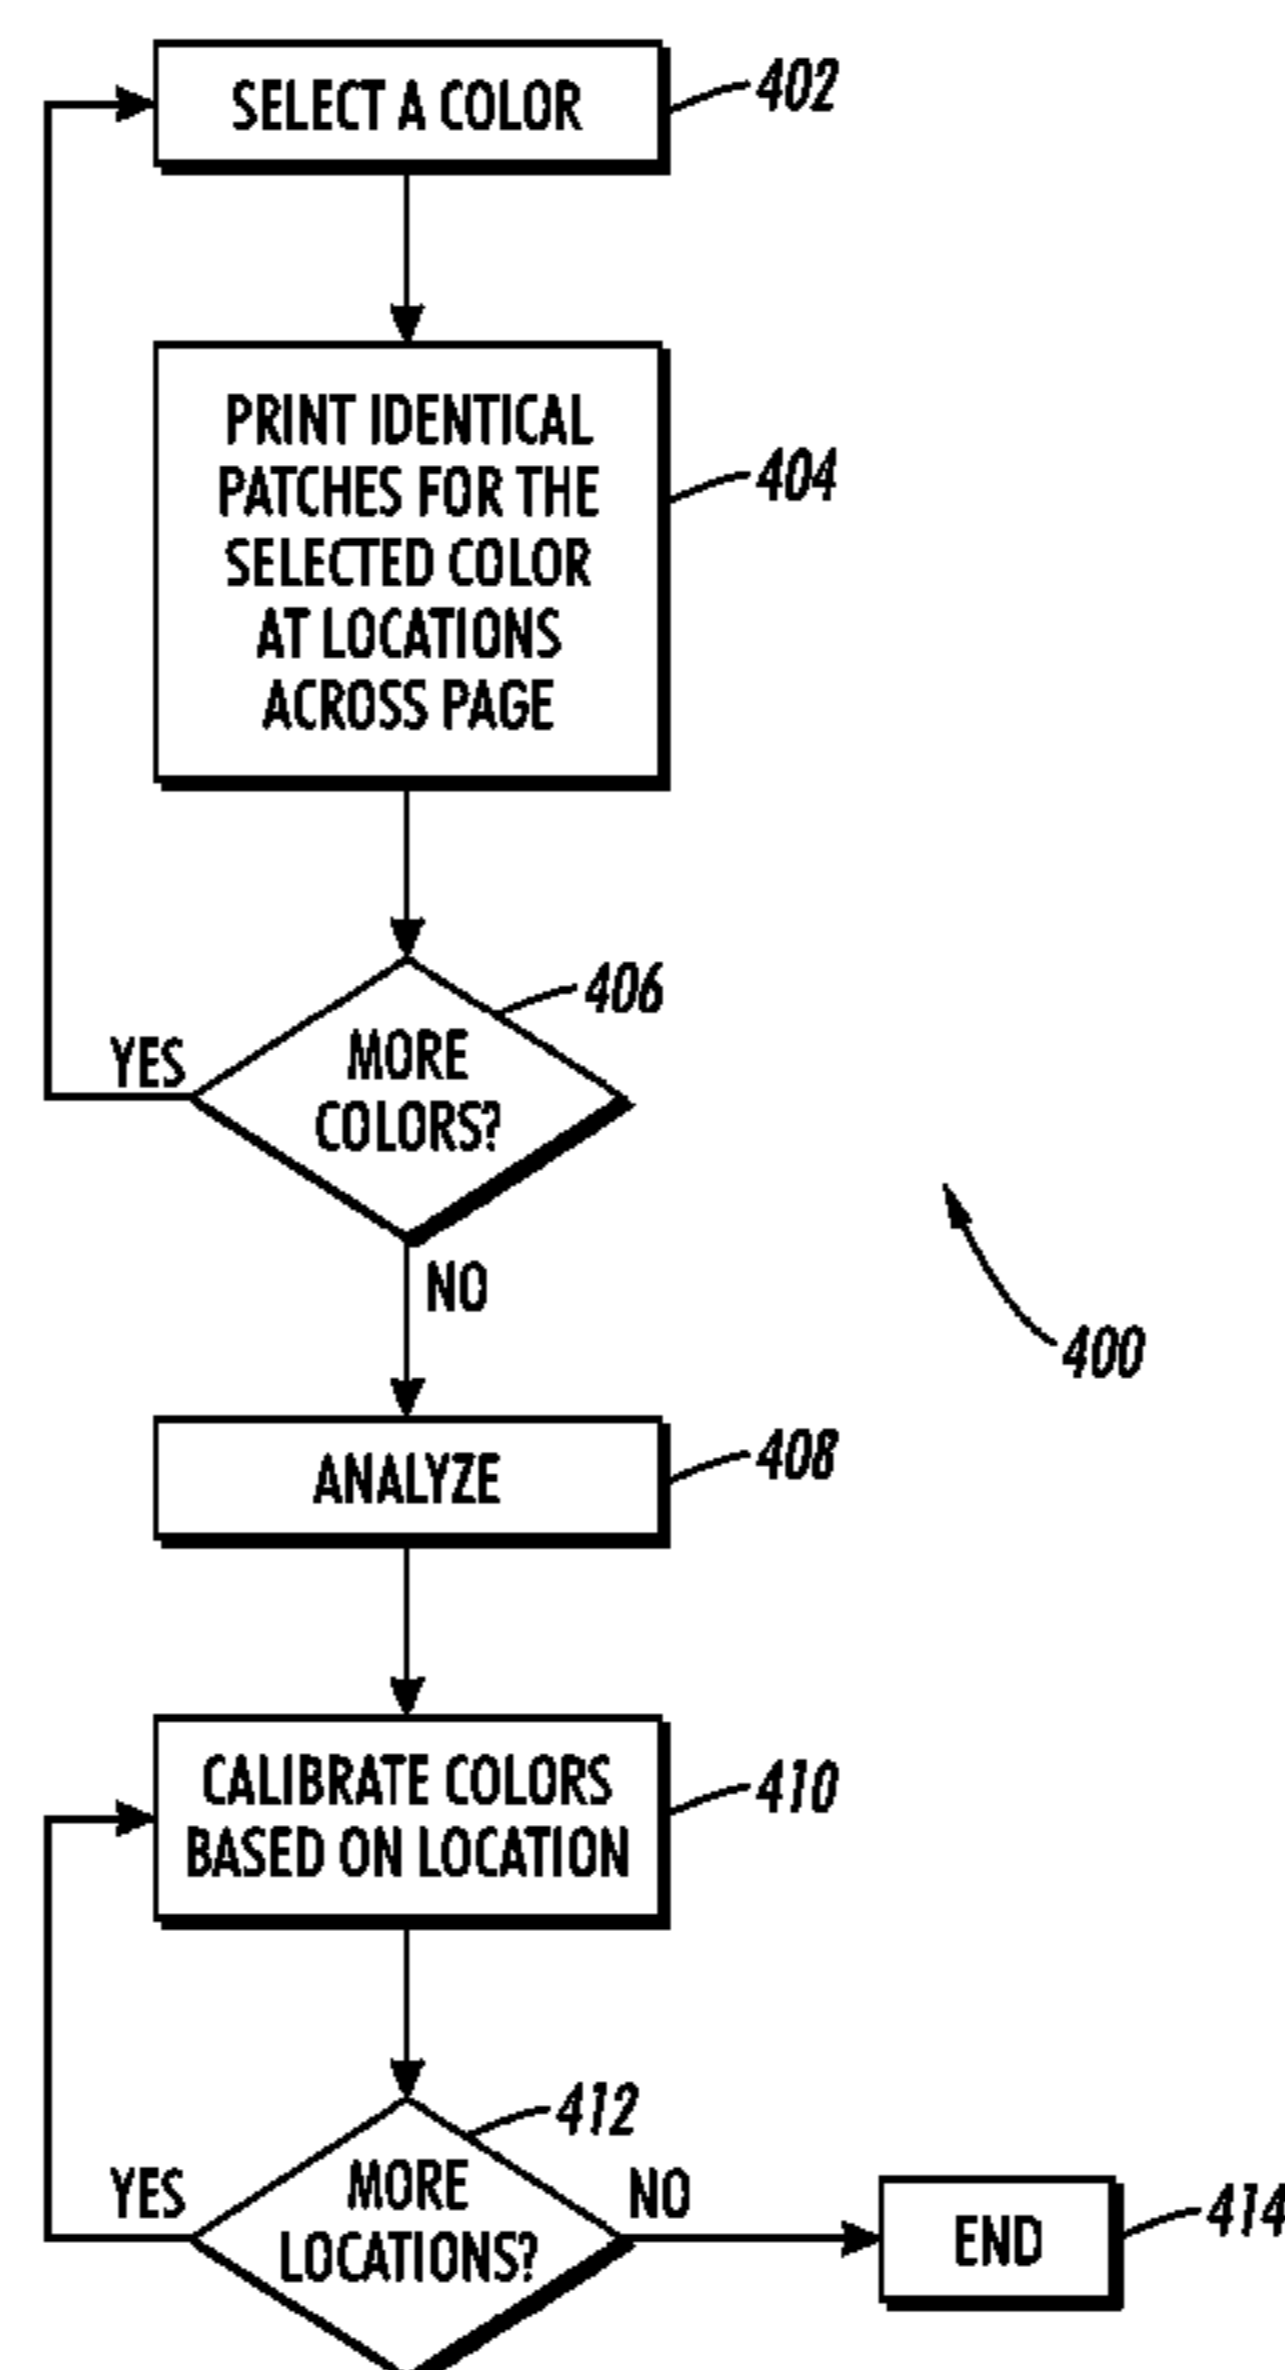 SELECT A COLOR
402
PRINT IDENTICAL
PATCHES FOR THE
SELECTED COLOR
AT LOCATIONS
ACROSS PAGE
404
406
MORE
COLORS?
YES
NO
400
ANALYZE
408
CALIBRATE COLORS
BASED ON LOCATION
410
412
MORE
LOCATIONS?
YES
NO
END
414